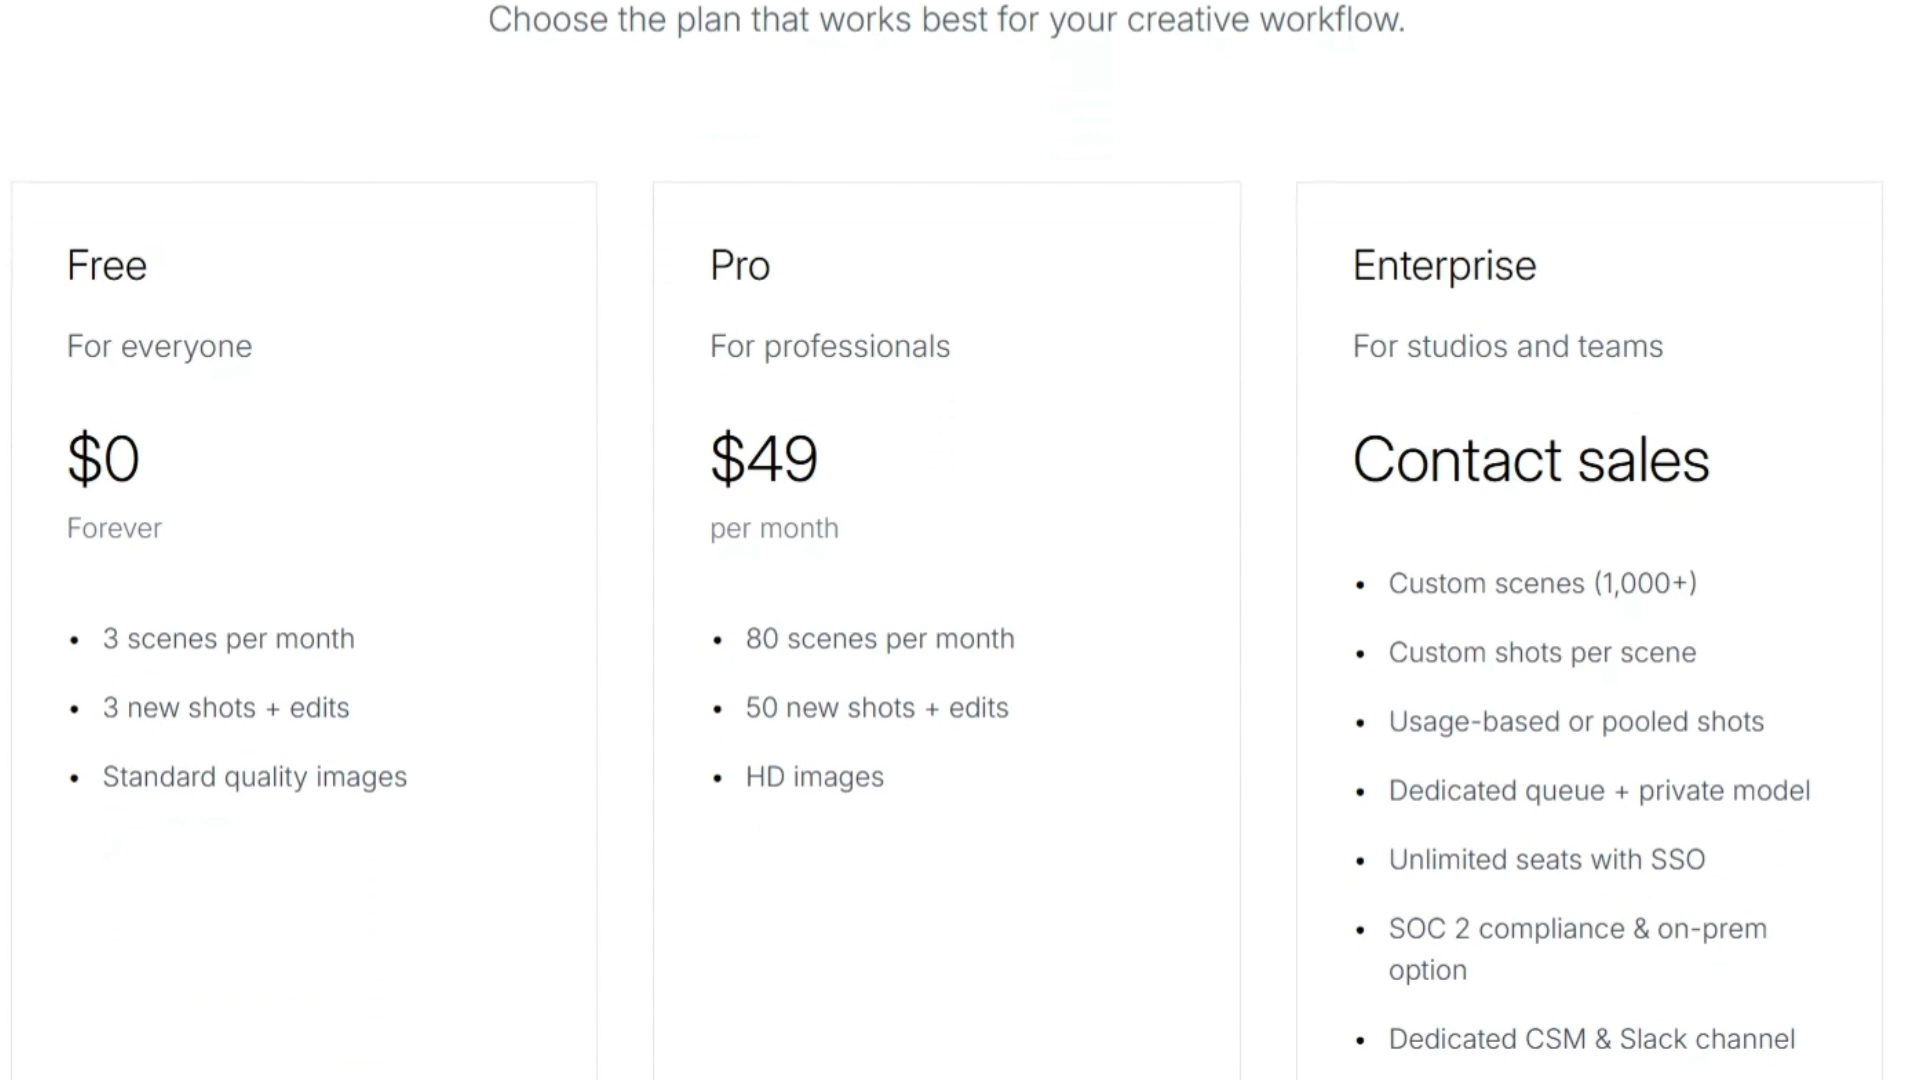 Choose the plan that works best for your creative workflow.
Free
For everyone
$0
Forever
• 3 scenes per month
• 3 new shots + edits
• Standard quality images
Pro
For professionals
$49
per month
• 80 scenes per month
• 50 new shots + edits
• HD images
Enterprise
For studios and teams
Contact sales
• Custom scenes (1,000+)
• Custom shots per scene
• Usage-based or pooled shots
• Dedicated queue + private model
• Unlimited seats with SSO
• SOC 2 compliance & on-prem
option
• Dedicated CSM & Slack channel